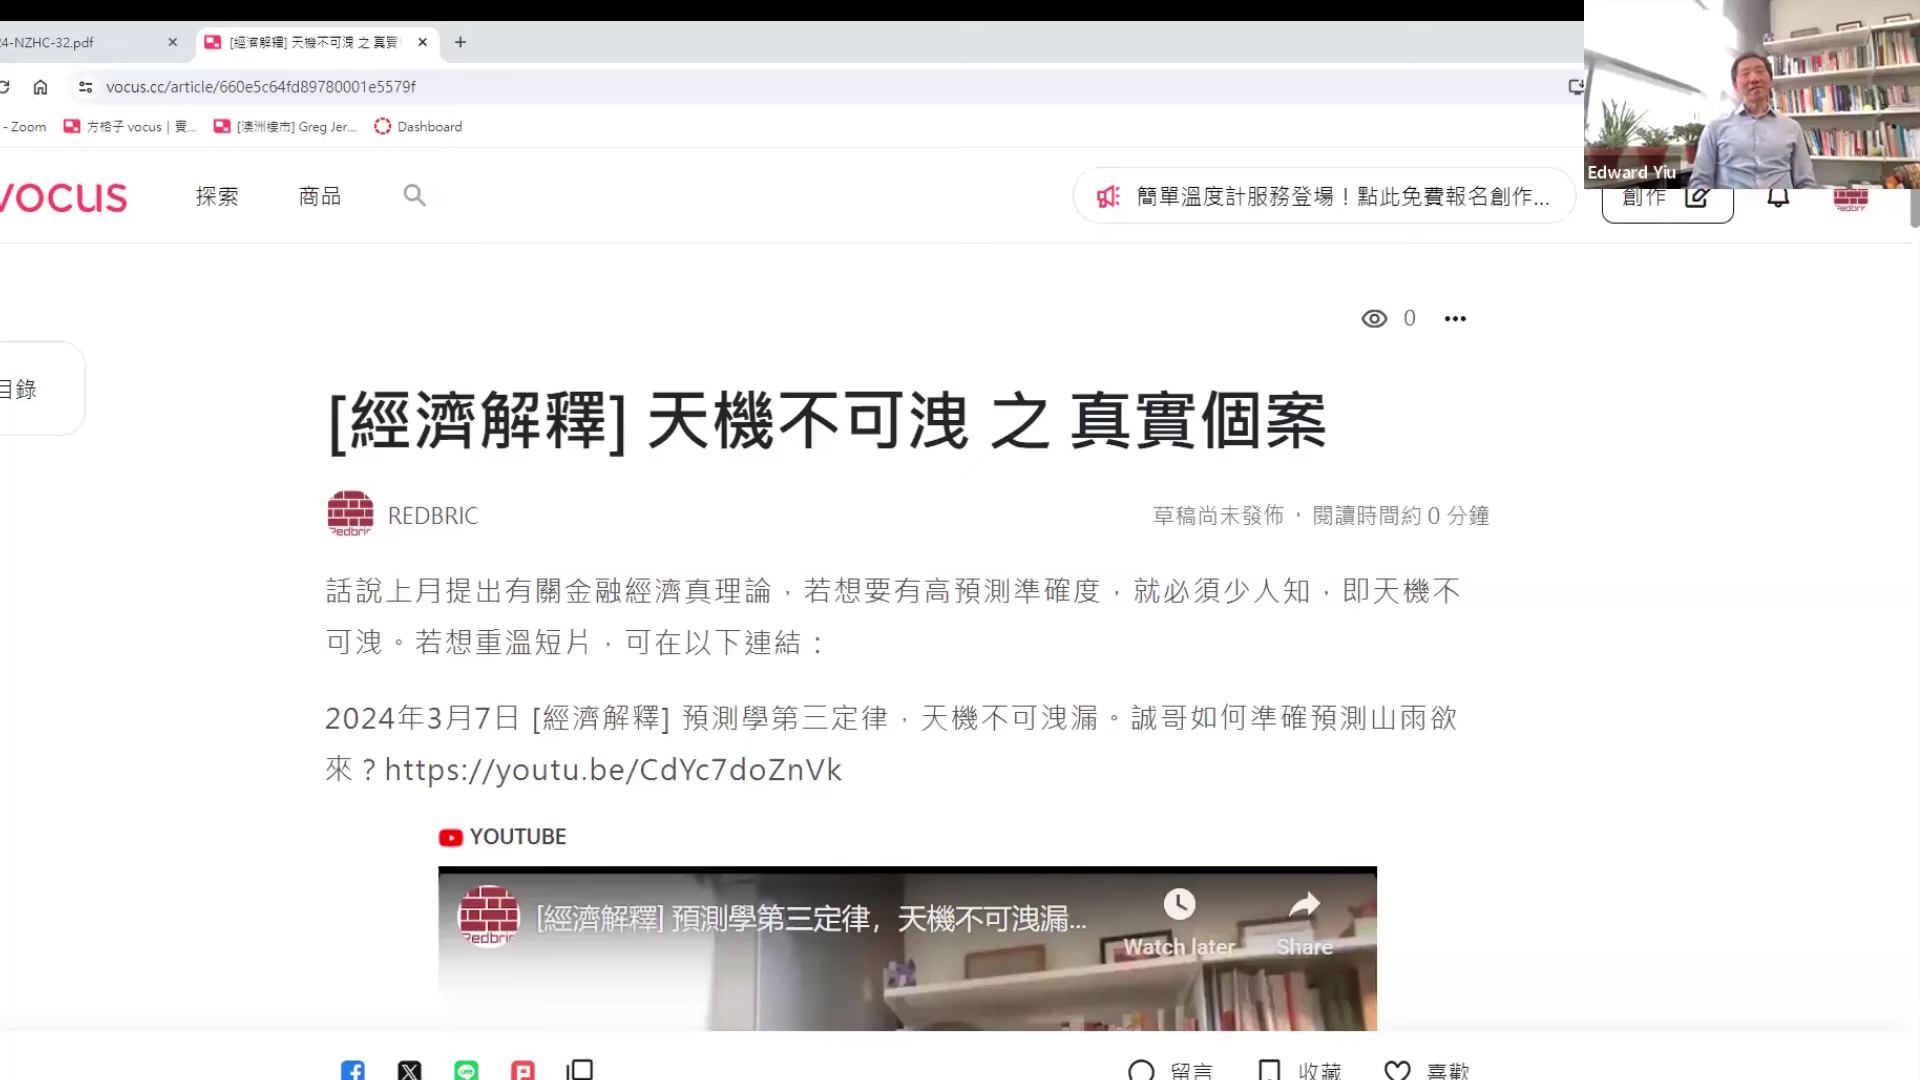 24-NZHC-32.pdf
[經濟解釋] 天機不可洩 之 真實
vocus.cc/article/660e5c64fd89780001e5579f
- Zoom
方格子 vocus | 實...
[澳洲樓市] Greg Jer...
Dashboard
Edward Yiu
vocus
探索
商品
簡單溫度計服務登場！點此免費報名創作...
創作
0
目錄
[經濟解釋] 天機不可洩 之 真實個案
Redbric
REDBRIC
草稿尚未發佈，閱讀時間約 0 分鐘
話說上月提出有關金融經濟真理論，若想要有高預測準確度，就必須少人知，即天機不
可洩。若想重溫短片，可在以下連結：
2024年3月7日 [經濟解釋] 預測學第三定律，天機不可洩漏。誠哥如何準確預測山雨欲
來？https://youtu.be/CdYc7doZnVk
YOUTUBE
Redbric
[經濟解釋] 預測學第三定律，天機不可洩漏...
Watch later
Share
留言
收藏
喜歡